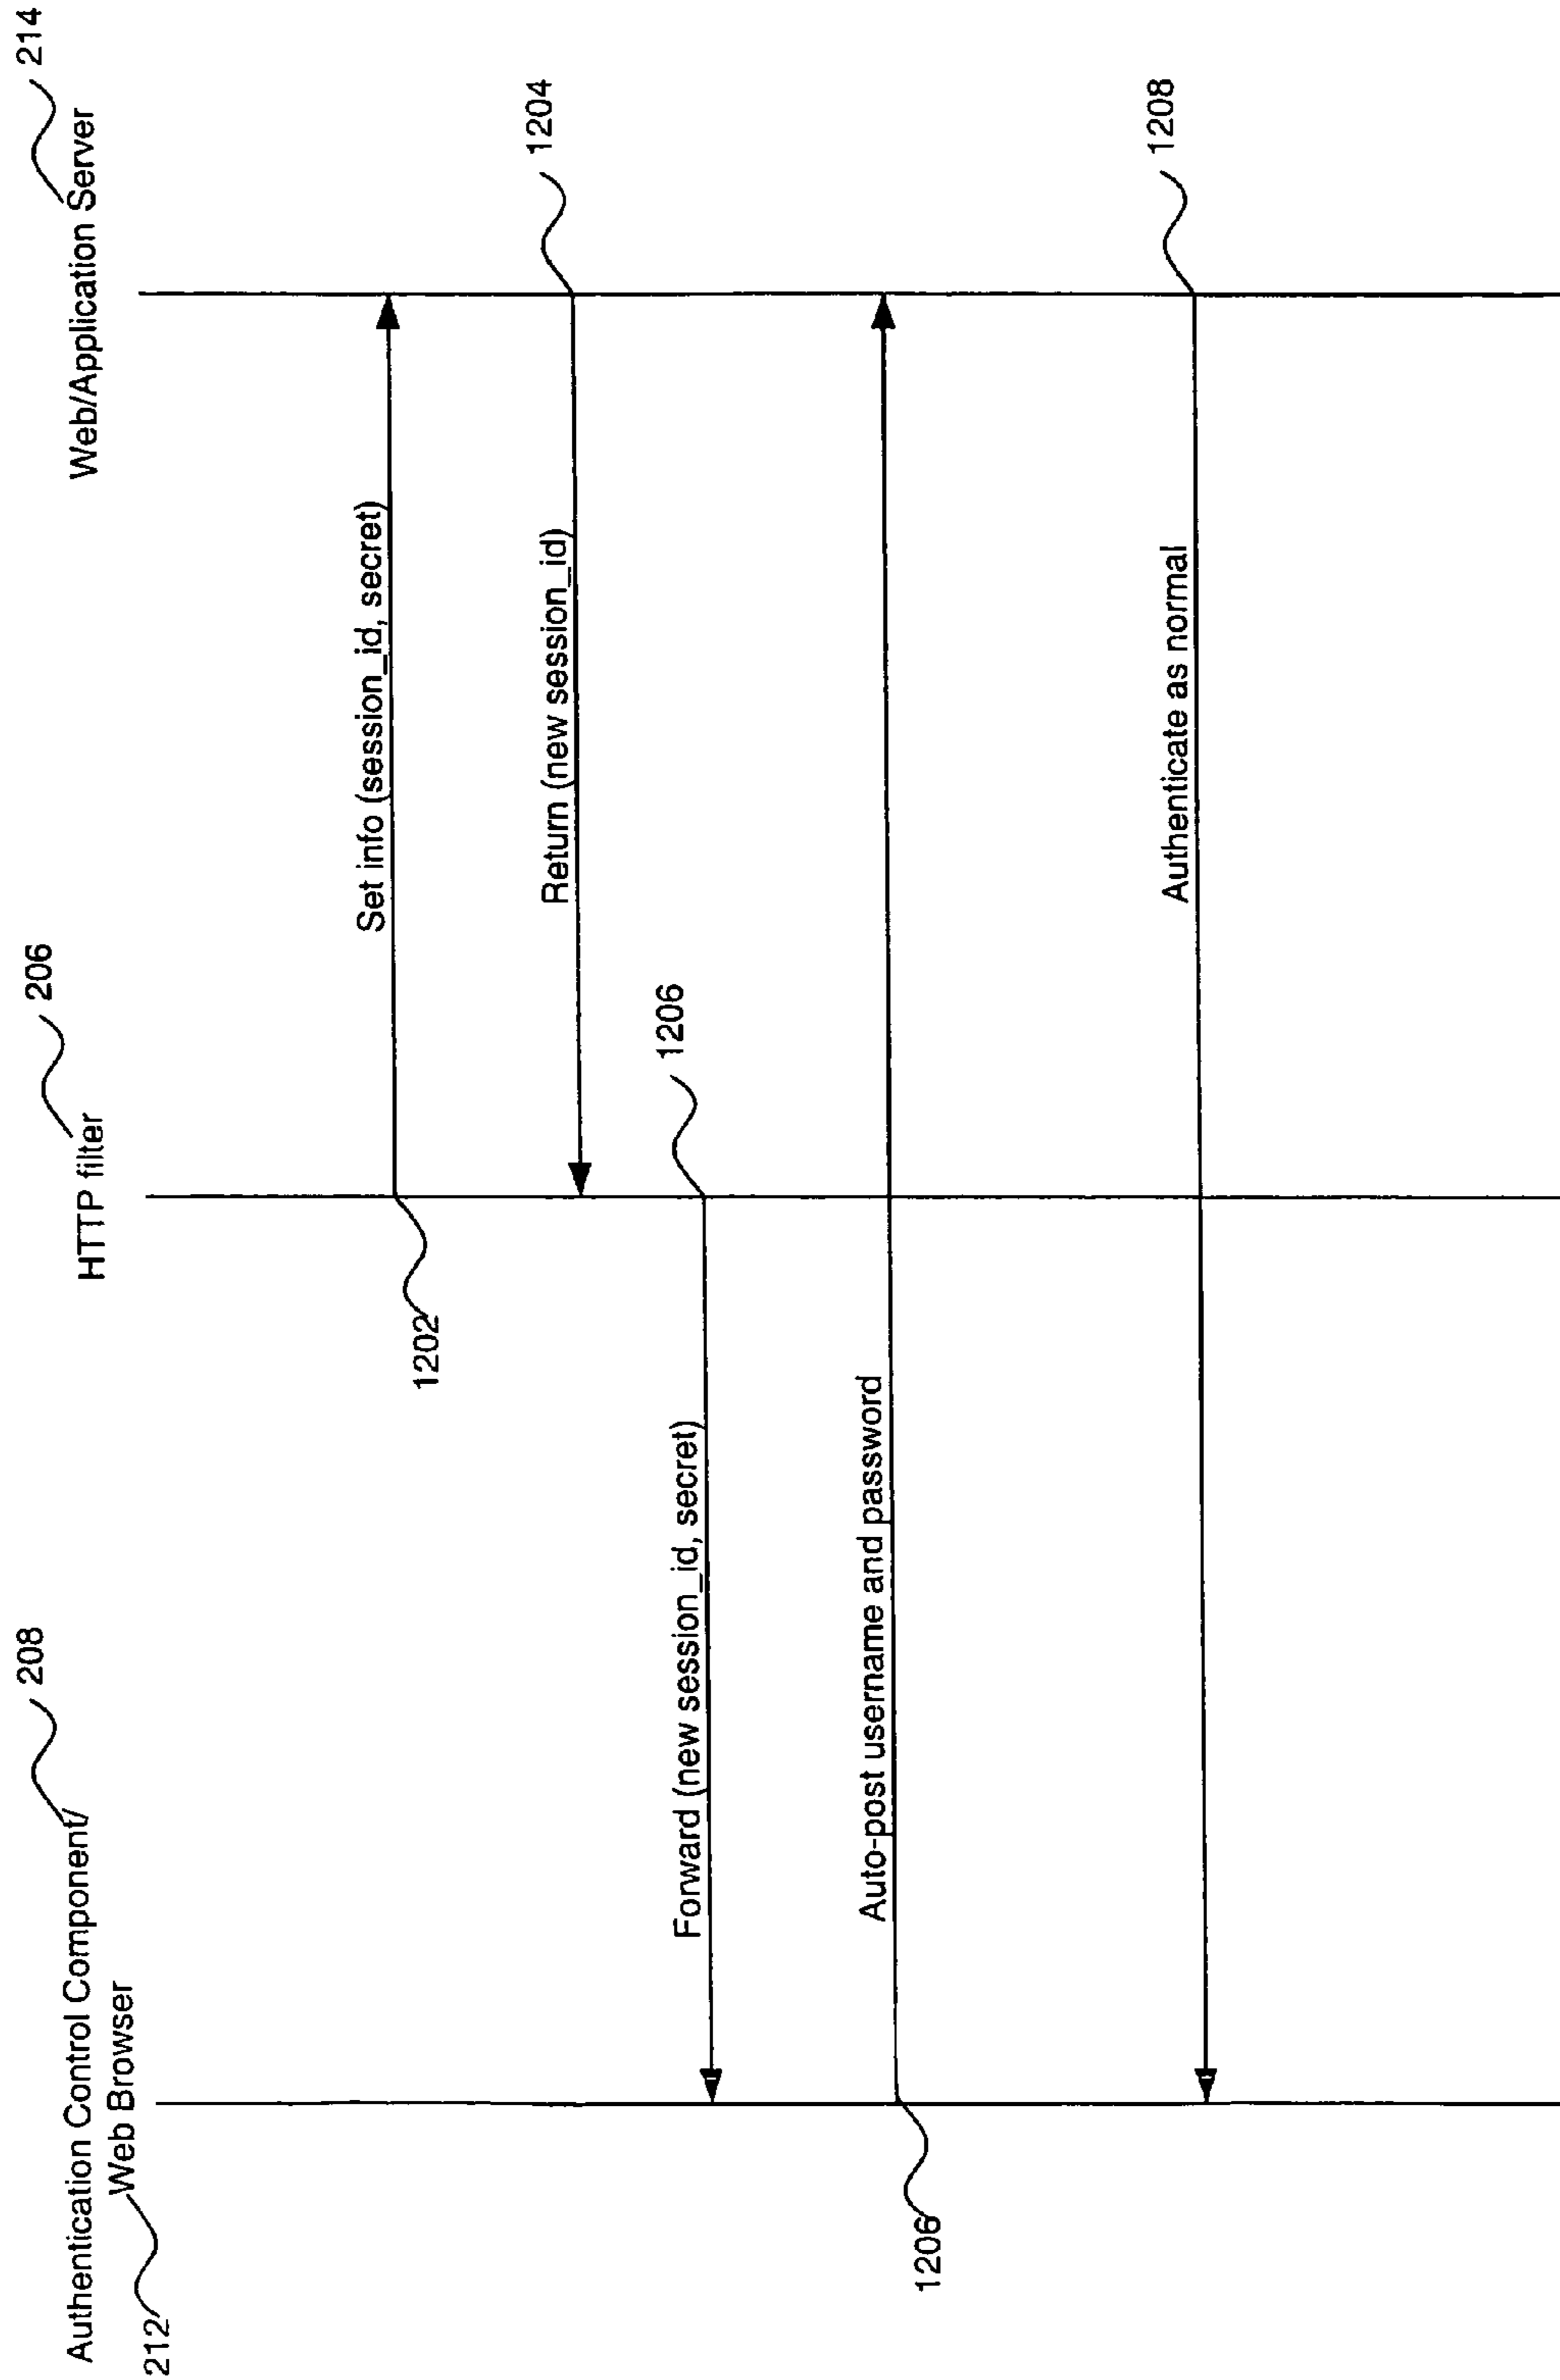 Authentication Control Component/
208
Web Browser
212
HTTP filter
206
Web/Application Server
214
Set info (session_id, secret)
1202
Return (new session_id)
1204
Forward (new session_id, secret)
1206
Auto-post username and password
1206
Authenticate as normal
1208